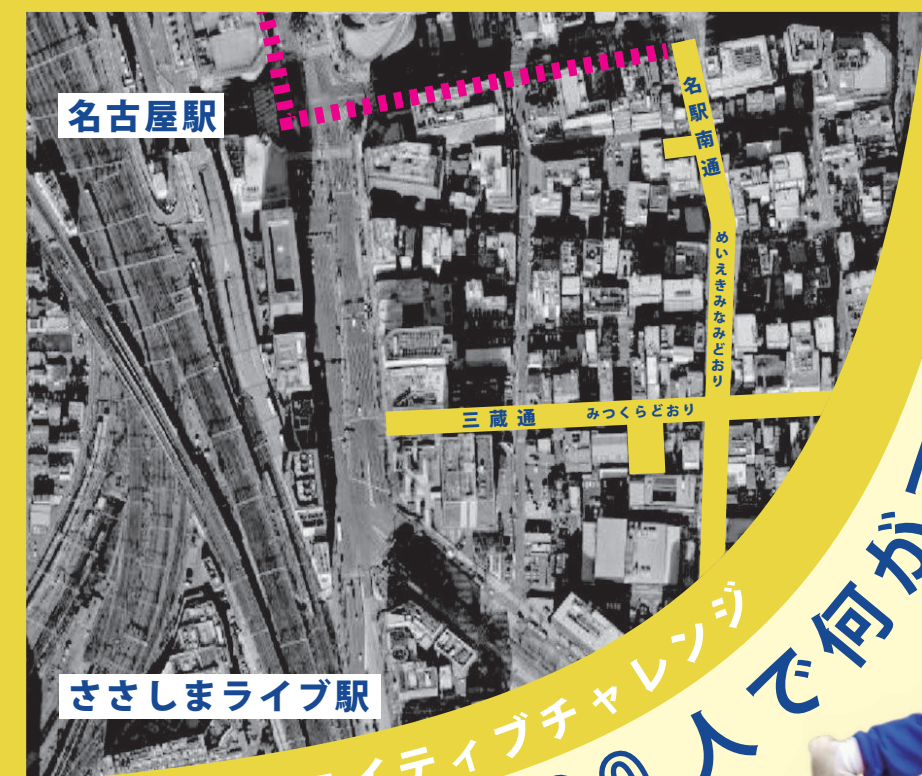 名古屋駅
名駅南通
めいえきみなみどおり
三蔵通 みつくらどおり
ささしまライブ駅
イティブチャレンジ
人で何が